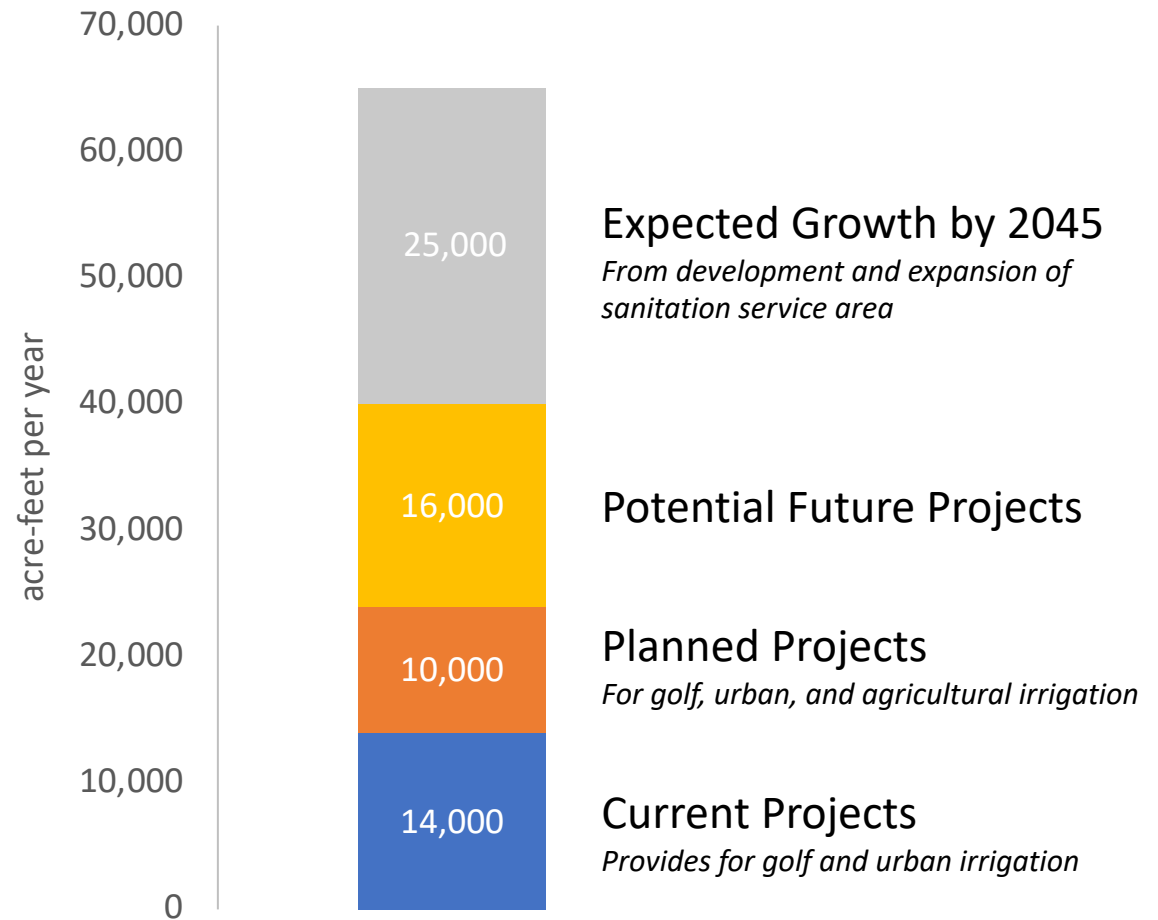 70,000
60,000
50,000
40,000
30,000
20,000
10,000
0
acre-feet per year
25,000
16,000
10,000
14,000
Expected Growth by 2045
From development and expansion of
sanitation service area
Potential Future Projects
Planned Projects
For golf, urban, and agricultural irrigation
Current Projects
Provides for golf and urban irrigation